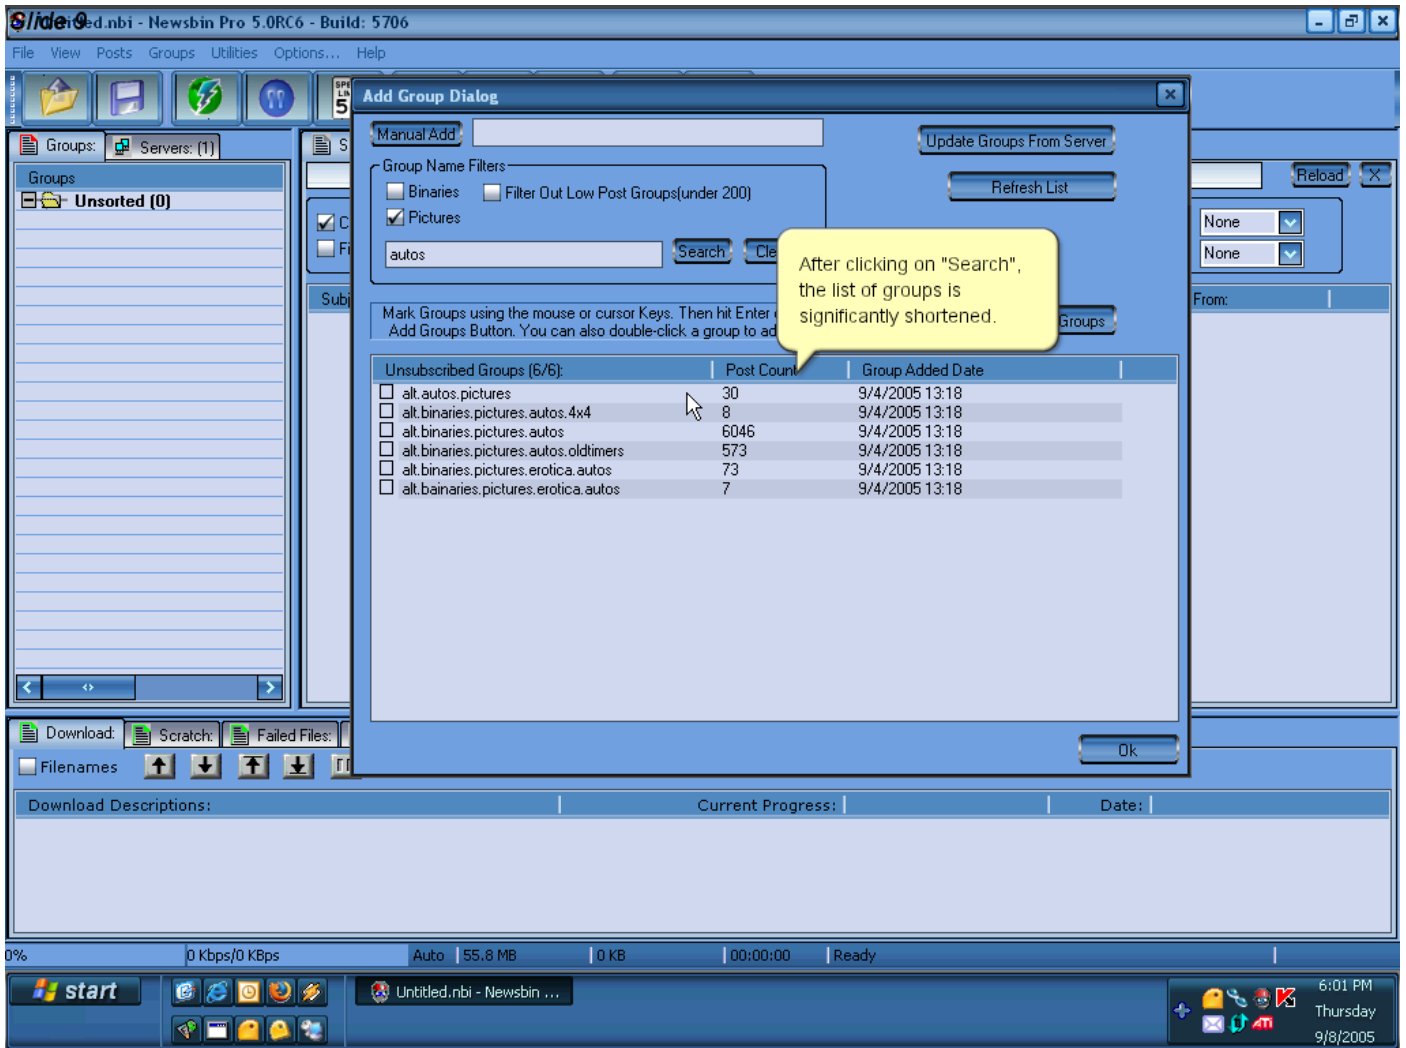 Slide 9
Untitled.nbi - Newsbin Pro 5.0RC6 - Build: 5706
File View Posts Groups Utilities Options... Help
Add Group Dialog
Manual Add
Update Groups From Server
Groups: Servers: (1)
Group Name Filters
Groups
Binaries Filter Out Low Post Groups(under 200)
Refresh List
Reload X
Unsorted (0)
Pictures
None
autos Search
None
After clicking on "Search",
the list of groups is
significantly shortened.
Mark Groups using the mouse or cursor Keys. Then hit Enter
Add Groups Button. You can also double-click a group to
Groups
From:
Unsubscribed Groups (6/6): Post Count Group Added Date
alt.autos.pictures 30 9/4/2005 13:18
alt.binaries.pictures.autos.4x4 8 9/4/2005 13:18
alt.binaries.pictures.autos 6046 9/4/2005 13:18
alt.binaries.pictures.autos.oldtimers 573 9/4/2005 13:18
alt.binaries.pictures.erotica.autos 73 9/4/2005 13:18
alt.bainaries.pictures.erotica.autos 7 9/4/2005 13:18
Ok
Download: Scratch: Failed Files:
Filenames
Download Descriptions: Current Progress: Date:
0% 0 Kbps/0 KBps Auto 55.8 MB 0 KB 00:00:00 Ready
start
Untitled.nbi - Newsbin ...
ATI
6:01 PM
Thursday
9/8/2005